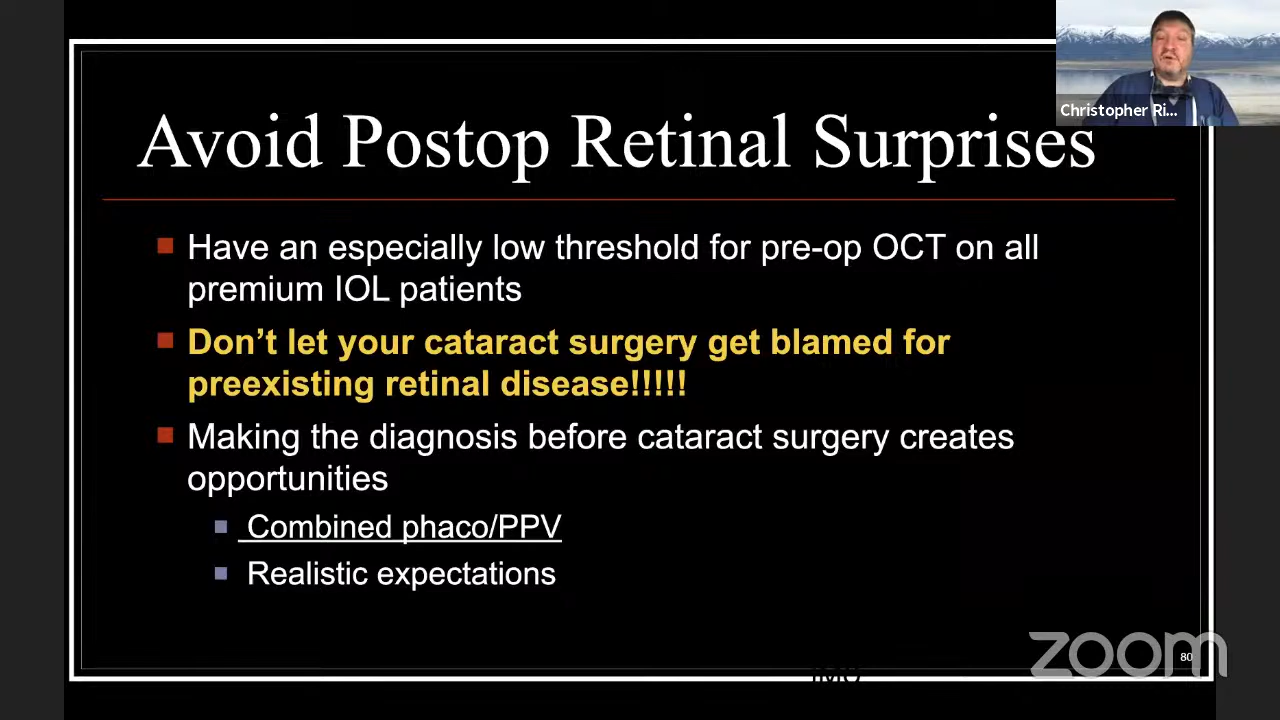 Christopher Ri...
Avoid Postop Retinal Surprises
Have an especially low threshold for pre-op OCT on all
premium IOL patients
Don’t let your cataract surgery get blamed for
preexisting retinal disease!!!!!
Making the diagnosis before cataract surgery creates
opportunities
Combined phaco/PPV
Realistic expectations
zoom
80